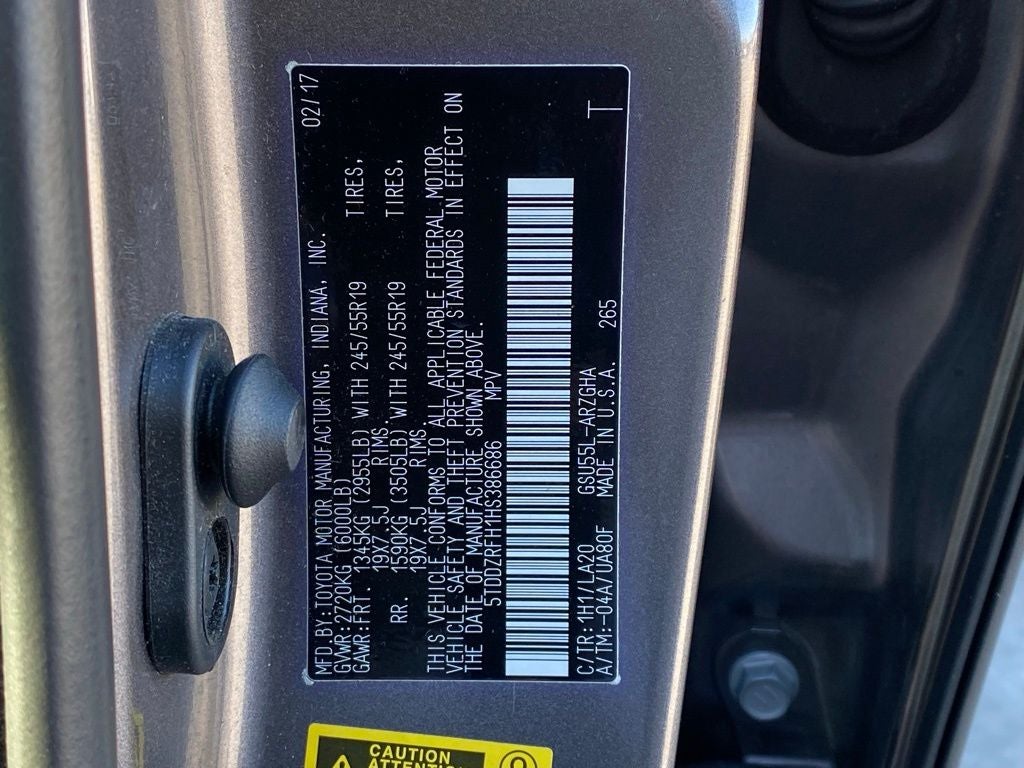 MFD BY:TOYOTA MOTOR MANUFACTURING, INDIANA, INC. 02/17
GVWR:2720KG (6000LB)
GAWR:FRT. 1345KG (2955LB) WITH 245/55R19 TIRES,
19X7.5J RIMS,
RR. 1590KG (3505LB) WITH 245/55R19 TIRES,
19X7.5J RIMS.
THIS VEHICLE CONFORMS TO ALL APPLICABLE FEDERAL MOTOR
VEHICLE SAFETY AND THEFT PREVENTION STANDARDS IN EFFECT ON
THE DATE OF MANUFACTURE SHOWN ABOVE.
5TDDZRFH1HS386686 MPV
C/TR:1H1/LA20 GSU55L-ARZGHA
A/TM:-04A/UA80F MADE IN U.S.A. 265 T
CAUTION
ATTENTION